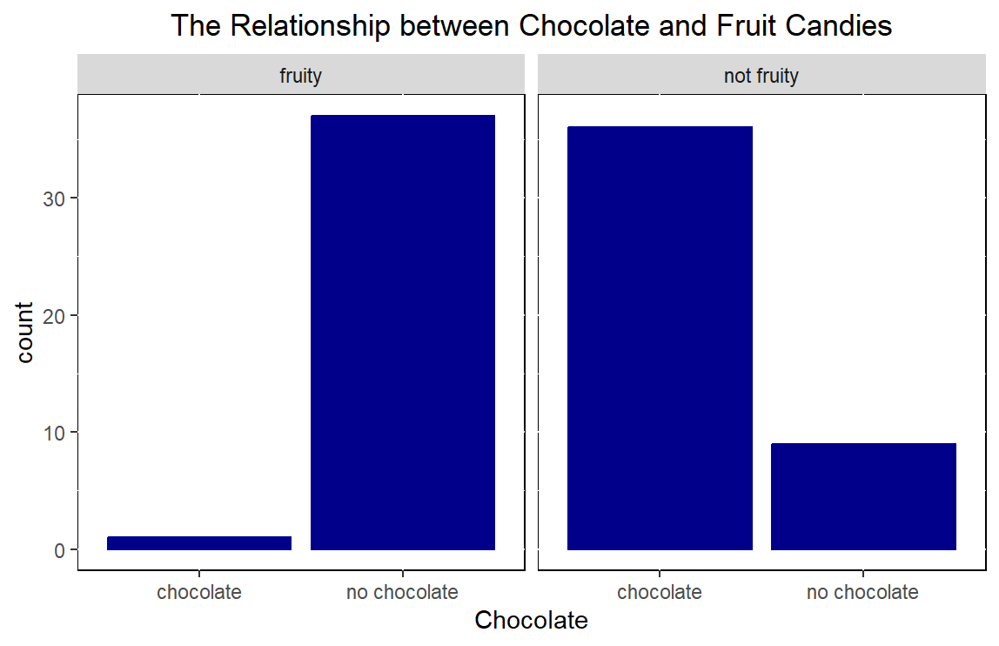 The Relationship between Chocolate and Fruit Candies
fruity
not fruity
count
30
20
10
0
chocolate
no chocolate
chocolate
no chocolate
Chocolate